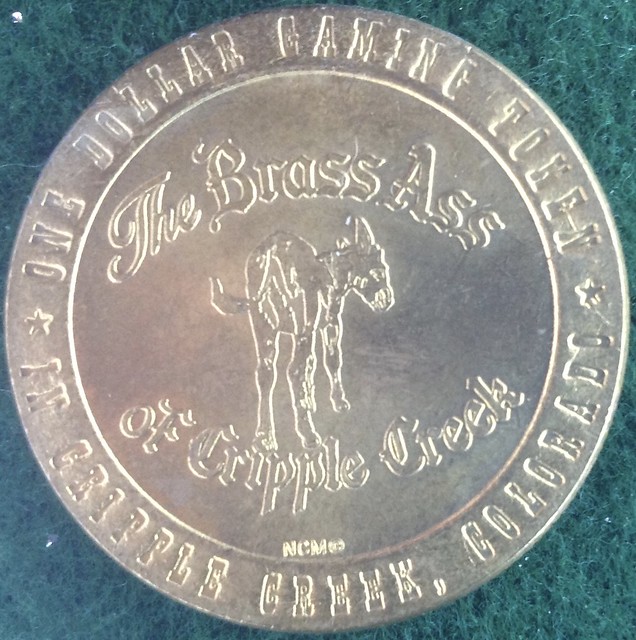 ONE DOLLAR GAMING TOKEN
The Brass Ass
of Cripple Creek
NCM©
IN CRIPPLE CREEK, COLORADO